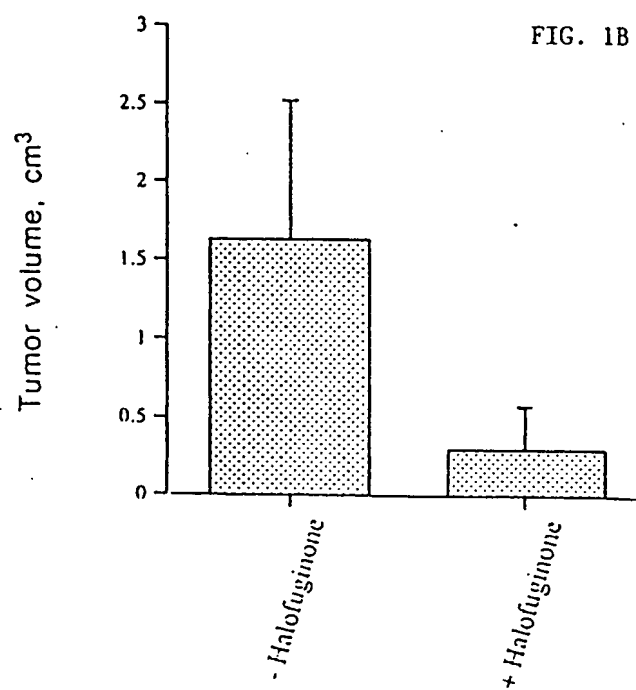 FIG. 1B
Tumor volume, cm³
3
2.5
2
1.5
1
0.5
0
- Halofuginone
+ Halofuginone